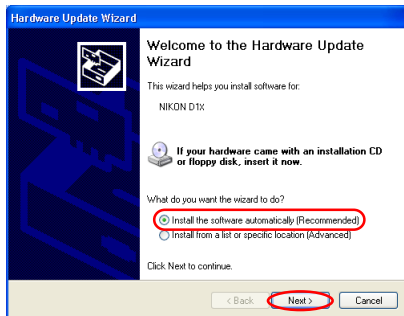 Hardware Update Wizard
Welcome to the Hardware Update
Wizard
This wizard helps you install software for:
NIKON D1X
If your hardware came with an installation CD
or floppy disk, insert it now.
What do you want the wizard to do?
Install the software automatically (Recommended)
Install from a list or specific location (Advanced)
Click Next to continue.
< Back Next > Cancel